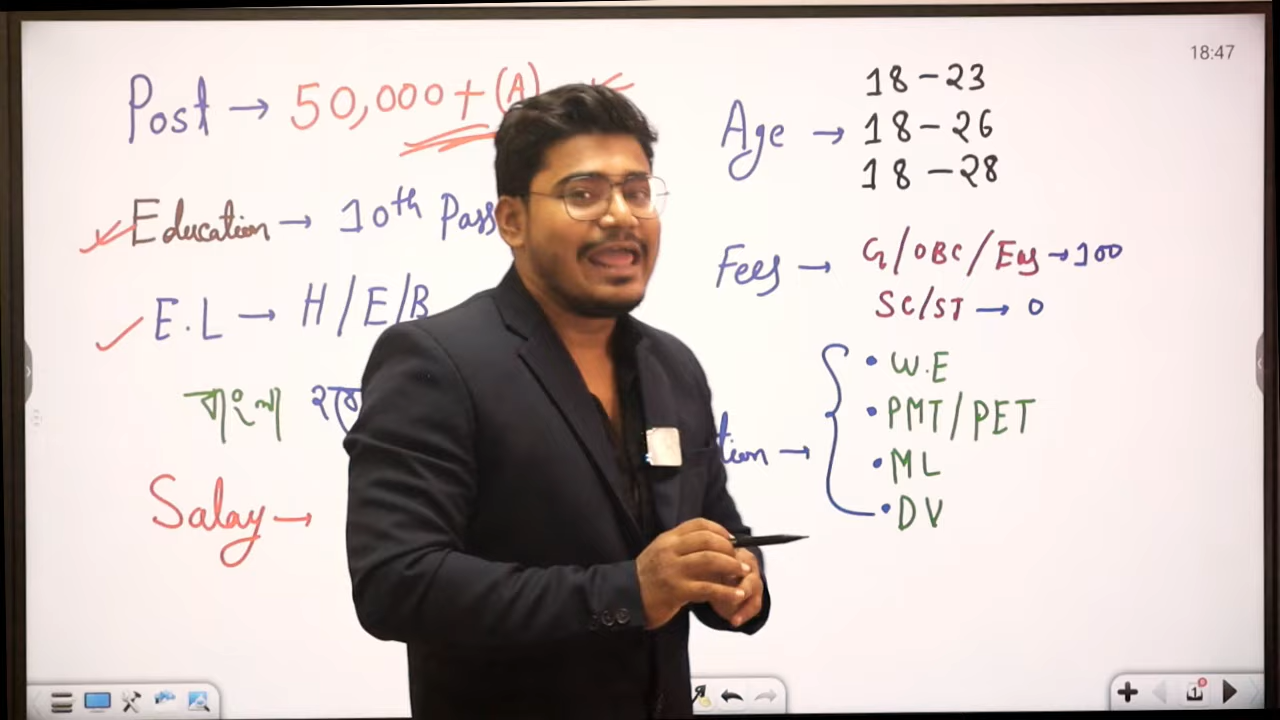 18:47
Post → 50,000+ (A)
Education → 10th Pass
E.L → H/E/B
বাংলা
Salay →
Age → 18-23
18-26
18-28
Fees → G/OBC/Ews → 100
SC/ST → 0
tion →
• W.E
• PMT/PET
• ML
• DV
1